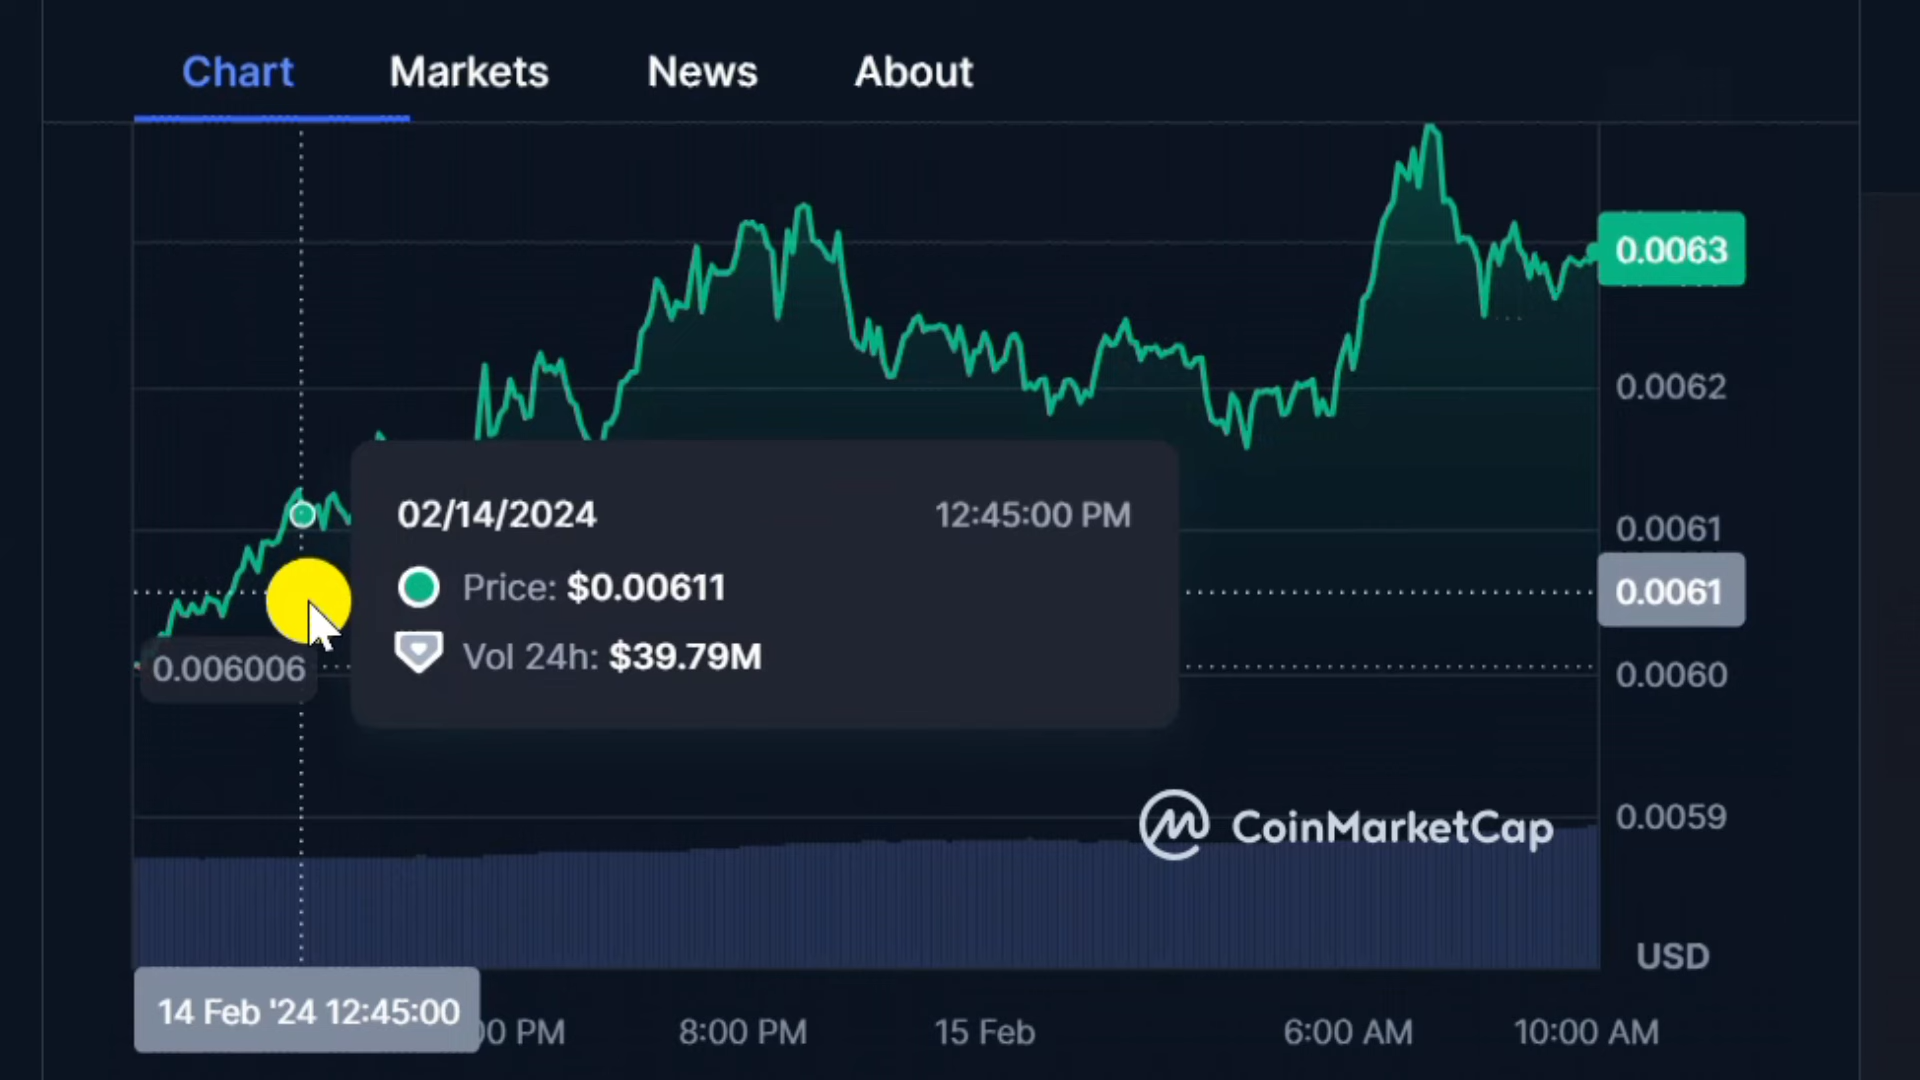 Chart Markets News About
0.0063
0.0062
02/14/2024 12:45:00 PM
0.0061
Price: $0.00611
0.0061
Vol 24h: $39.79M
0.006006
0.0060
0.0059
CoinMarketCap
USD
14 Feb '24 12:45:00
00 PM 8:00 PM 15 Feb 6:00 AM 10:00 AM